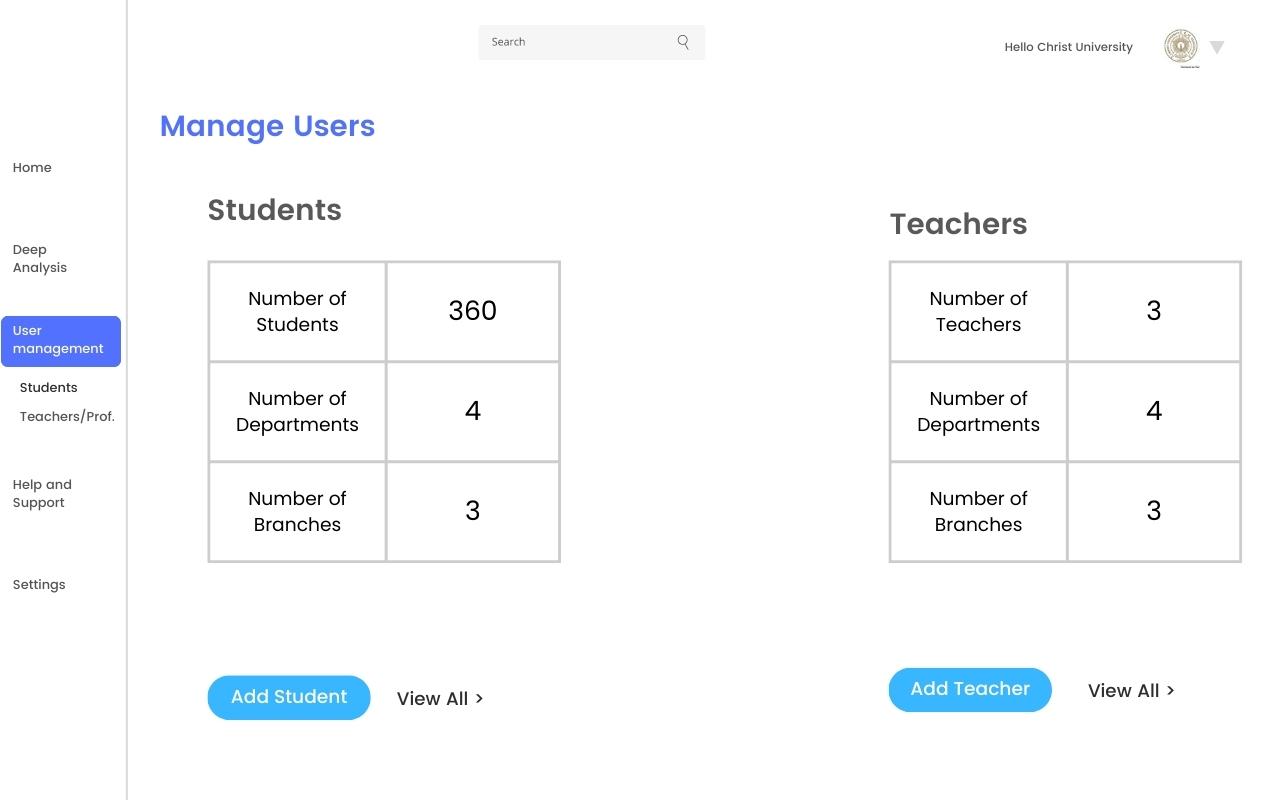 Search
Hello Christ University
Manage Users
Home
Deep
Analysis
User
management
Students
Teachers/Prof.
Help and
Support
Settings
Students
Number of
Students
360
Number of
Departments
4
Number of
Branches
3
Add Student
View All >
Teachers
Number of
Teachers
3
Number of
Departments
4
Number of
Branches
3
Add Teacher
View All >